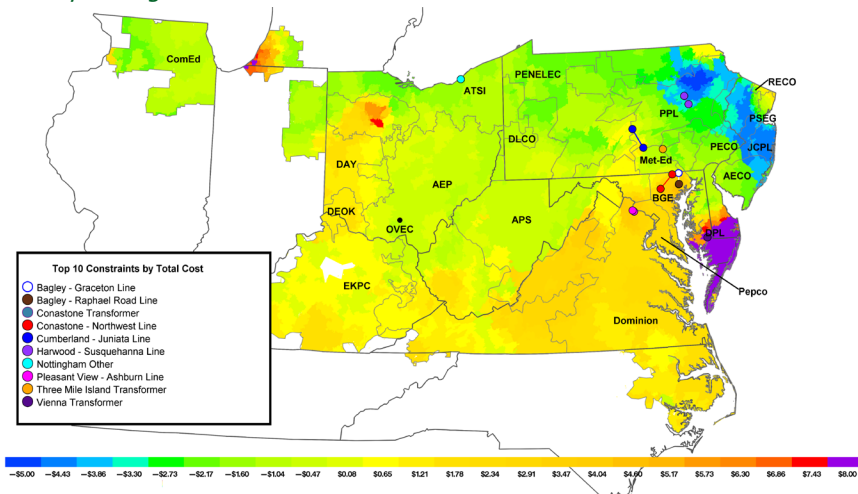 ComEd
ATSI
PENELEC
RECO
PPL
PSEG
DLCO
PECO
JCPL
Met-Ed
DAY
AECO
AEP
BGE
DEOK
APS
DPL
OVEC
EKPC
Pepco
Dominion
Top 10 Constraints by Total Cost
Bagley - Graceton Line
Bagley - Raphael Road Line
Conastone Transformer
Conastone - Northwest Line
Cumberland - Juniata Line
Harwood - Susquehanna Line
Nottingham Other
Pleasant View - Ashburn Line
Three Mile Island Transformer
Vienna Transformer
—$5.00 —$4.43 —$3.86 —$3.30 —$2.73 —$2.17 —$1.60 —$1.04 —$0.47 $0.08 $0.65 $1.21 $1.78 $2.34 $2.91 $3.47 $4.04 $4.60 $5.17 $5.73 $6.30 $6.86 $7.43 $8.00